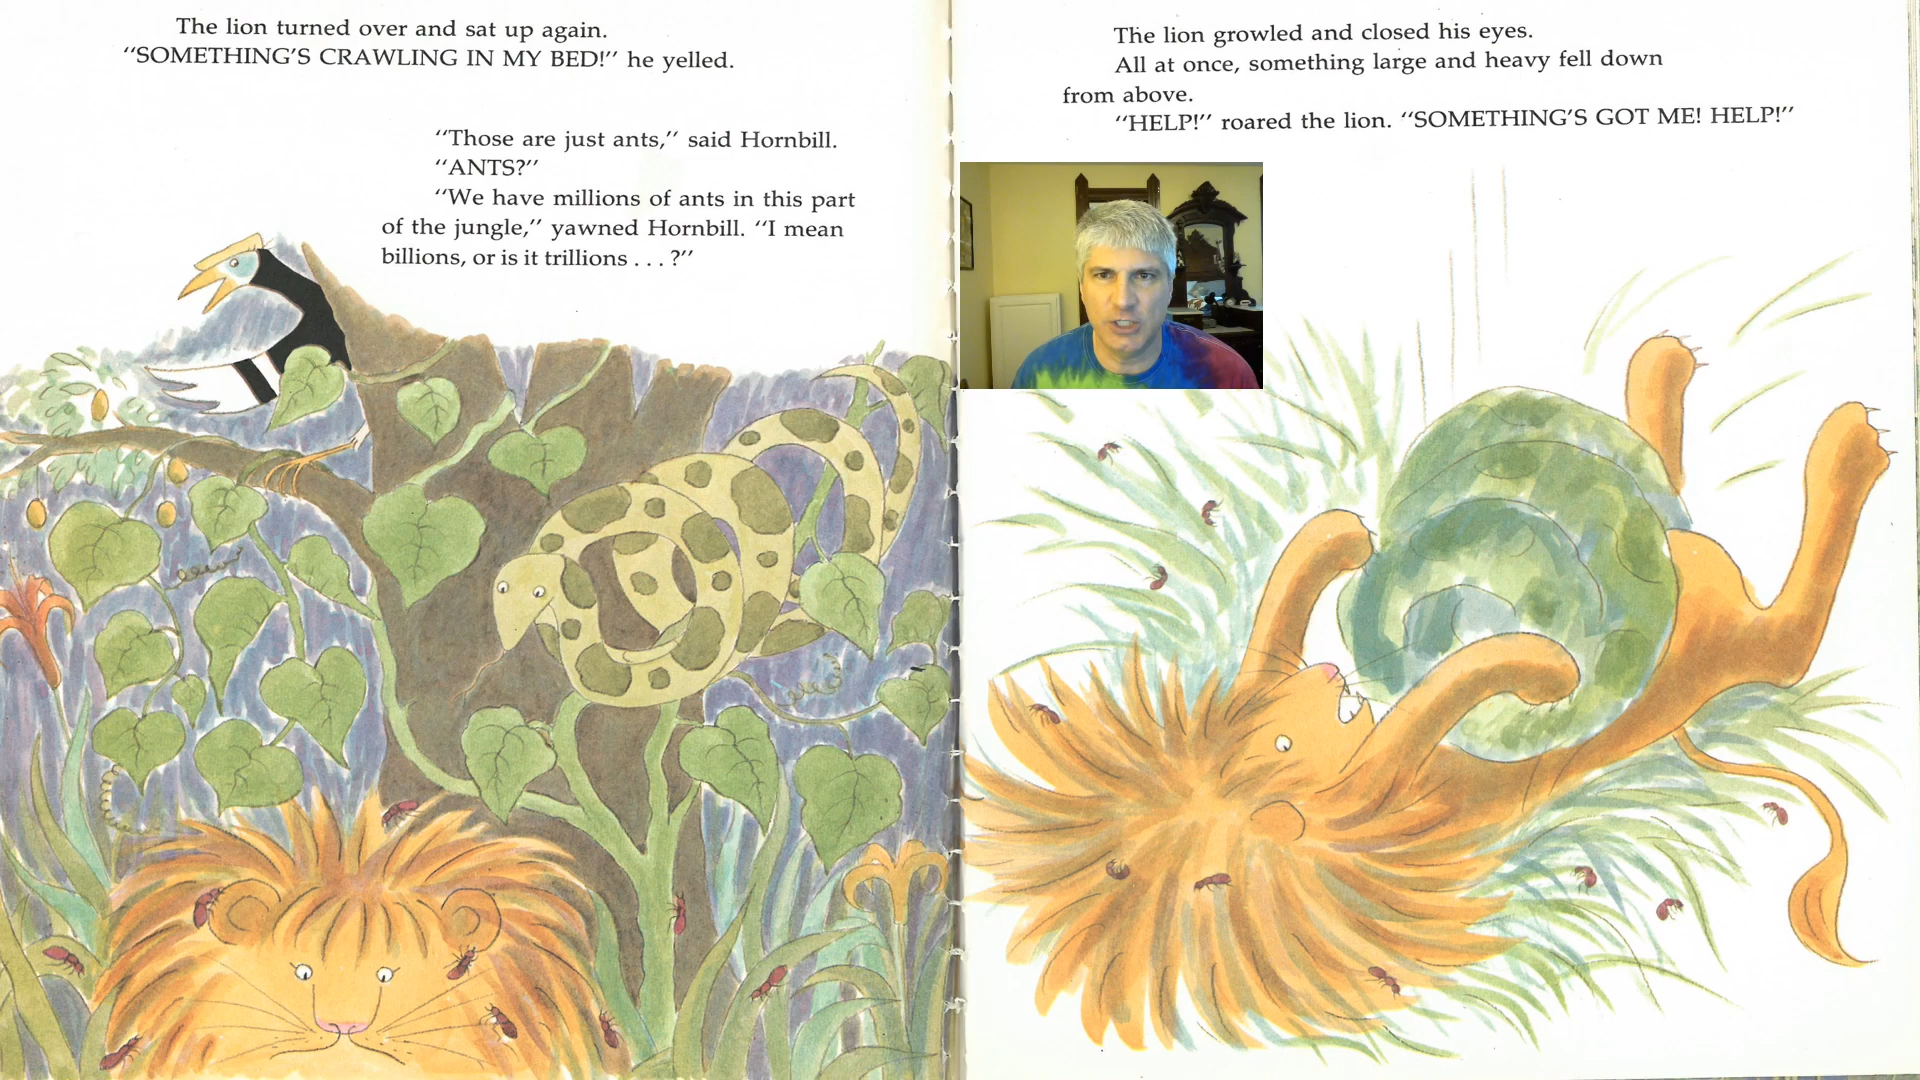 The lion turned over and sat up again.
“SOMETHING'S CRAWLING IN MY BED!” he yelled.
“Those are just ants,” said Hornbill.
“ANTS?”
“We have millions of ants in this part
of the jungle,” yawned Hornbill. “I mean
billions, or is it trillions . . . ?”
The lion growled and closed his eyes.
All at once, something large and heavy fell down
from above.
“HELP!” roared the lion. “SOMETHING'S GOT ME! HELP!”